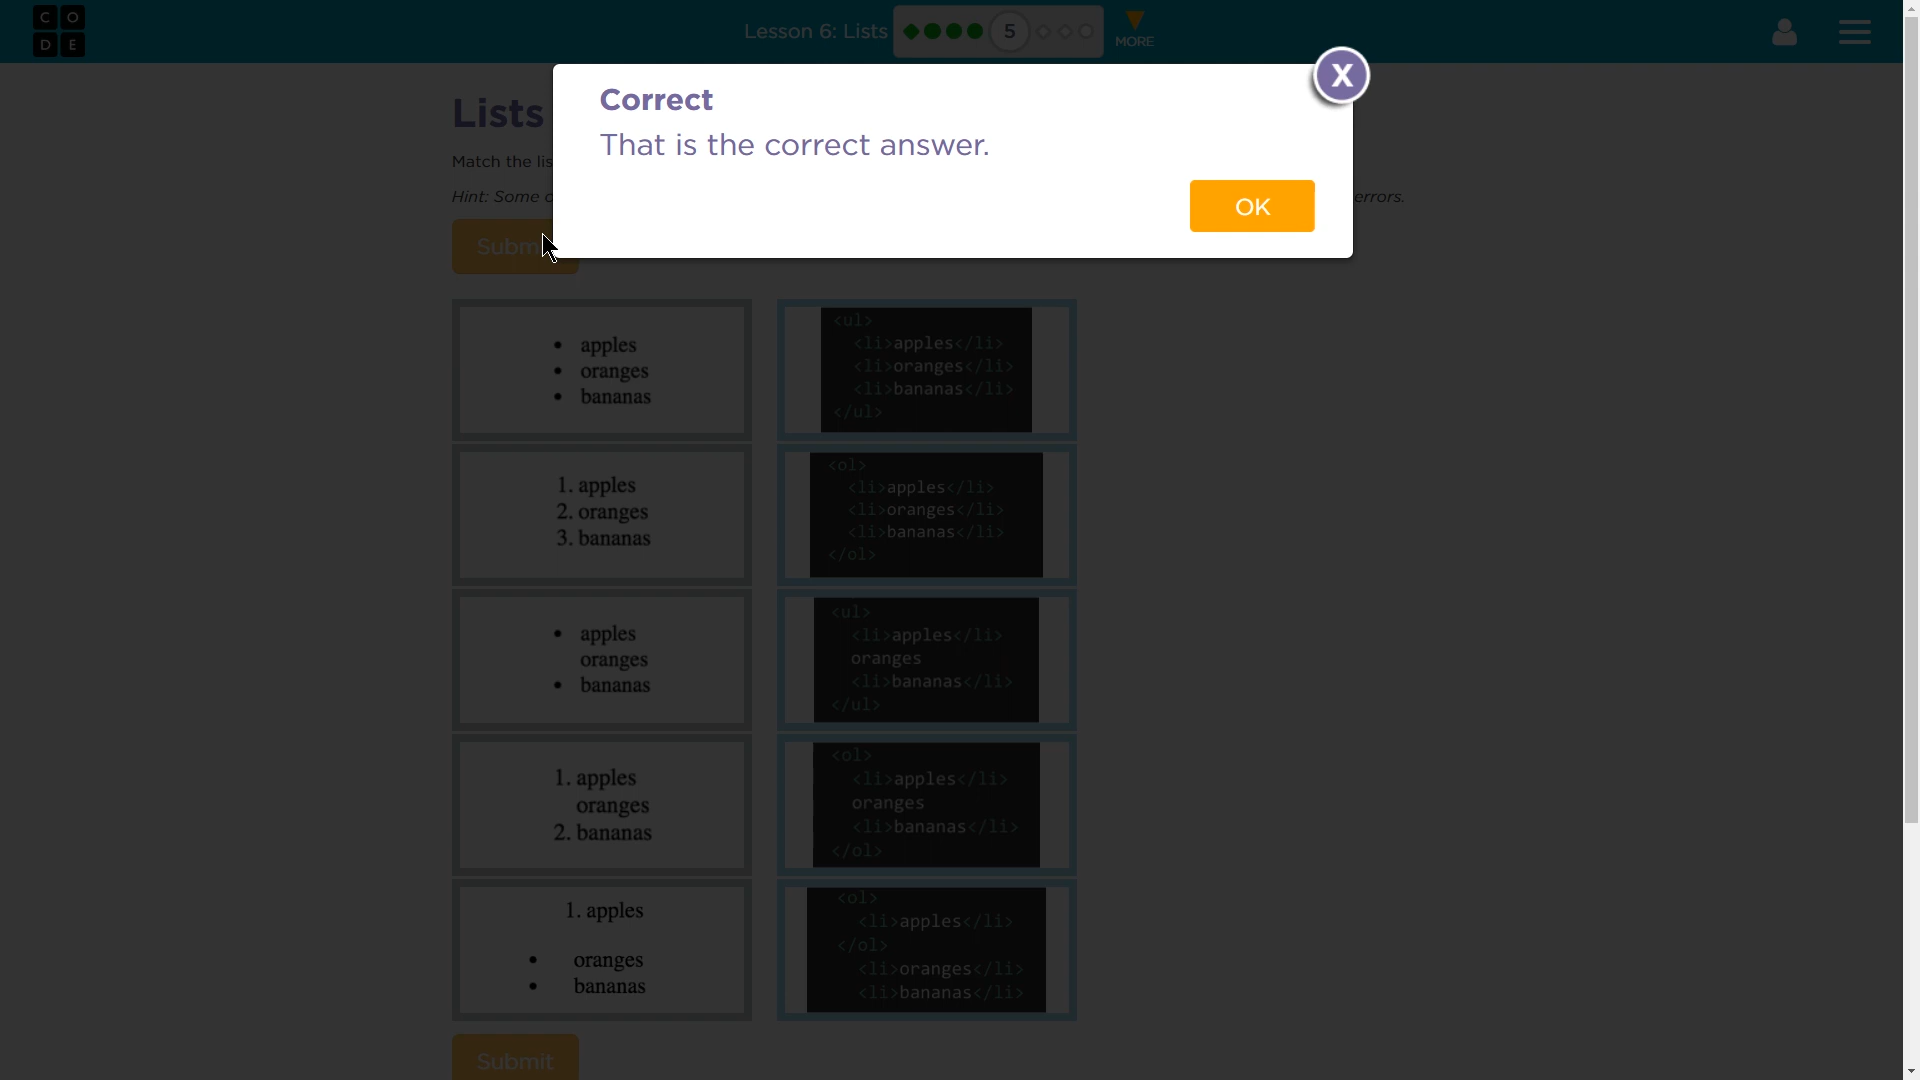 C O
D E
Lesson 6: Lists
5
MORE
X
Correct
That is the correct answer.
OK
Lists
Match the lis
Hint: Some
errors.
Subm
• apples
• oranges
• bananas
<ul>
<li>apples</li>
<li>oranges</li>
<li>bananas</li>
</ul>
1. apples
2. oranges
3. bananas
<ol>
<li>apples</li>
<li>oranges</li>
<li>bananas</li>
</ol>
• apples
oranges
• bananas
<ul>
<li>apples</li>
oranges
<li>bananas</li>
</ul>
1. apples
oranges
2. bananas
<ol>
<li>apples</li>
oranges
<li>bananas</li>
</ol>
1. apples
• oranges
• bananas
<ol>
<li>apples</li>
</ol>
<li>oranges</li>
<li>bananas</li>
Submit